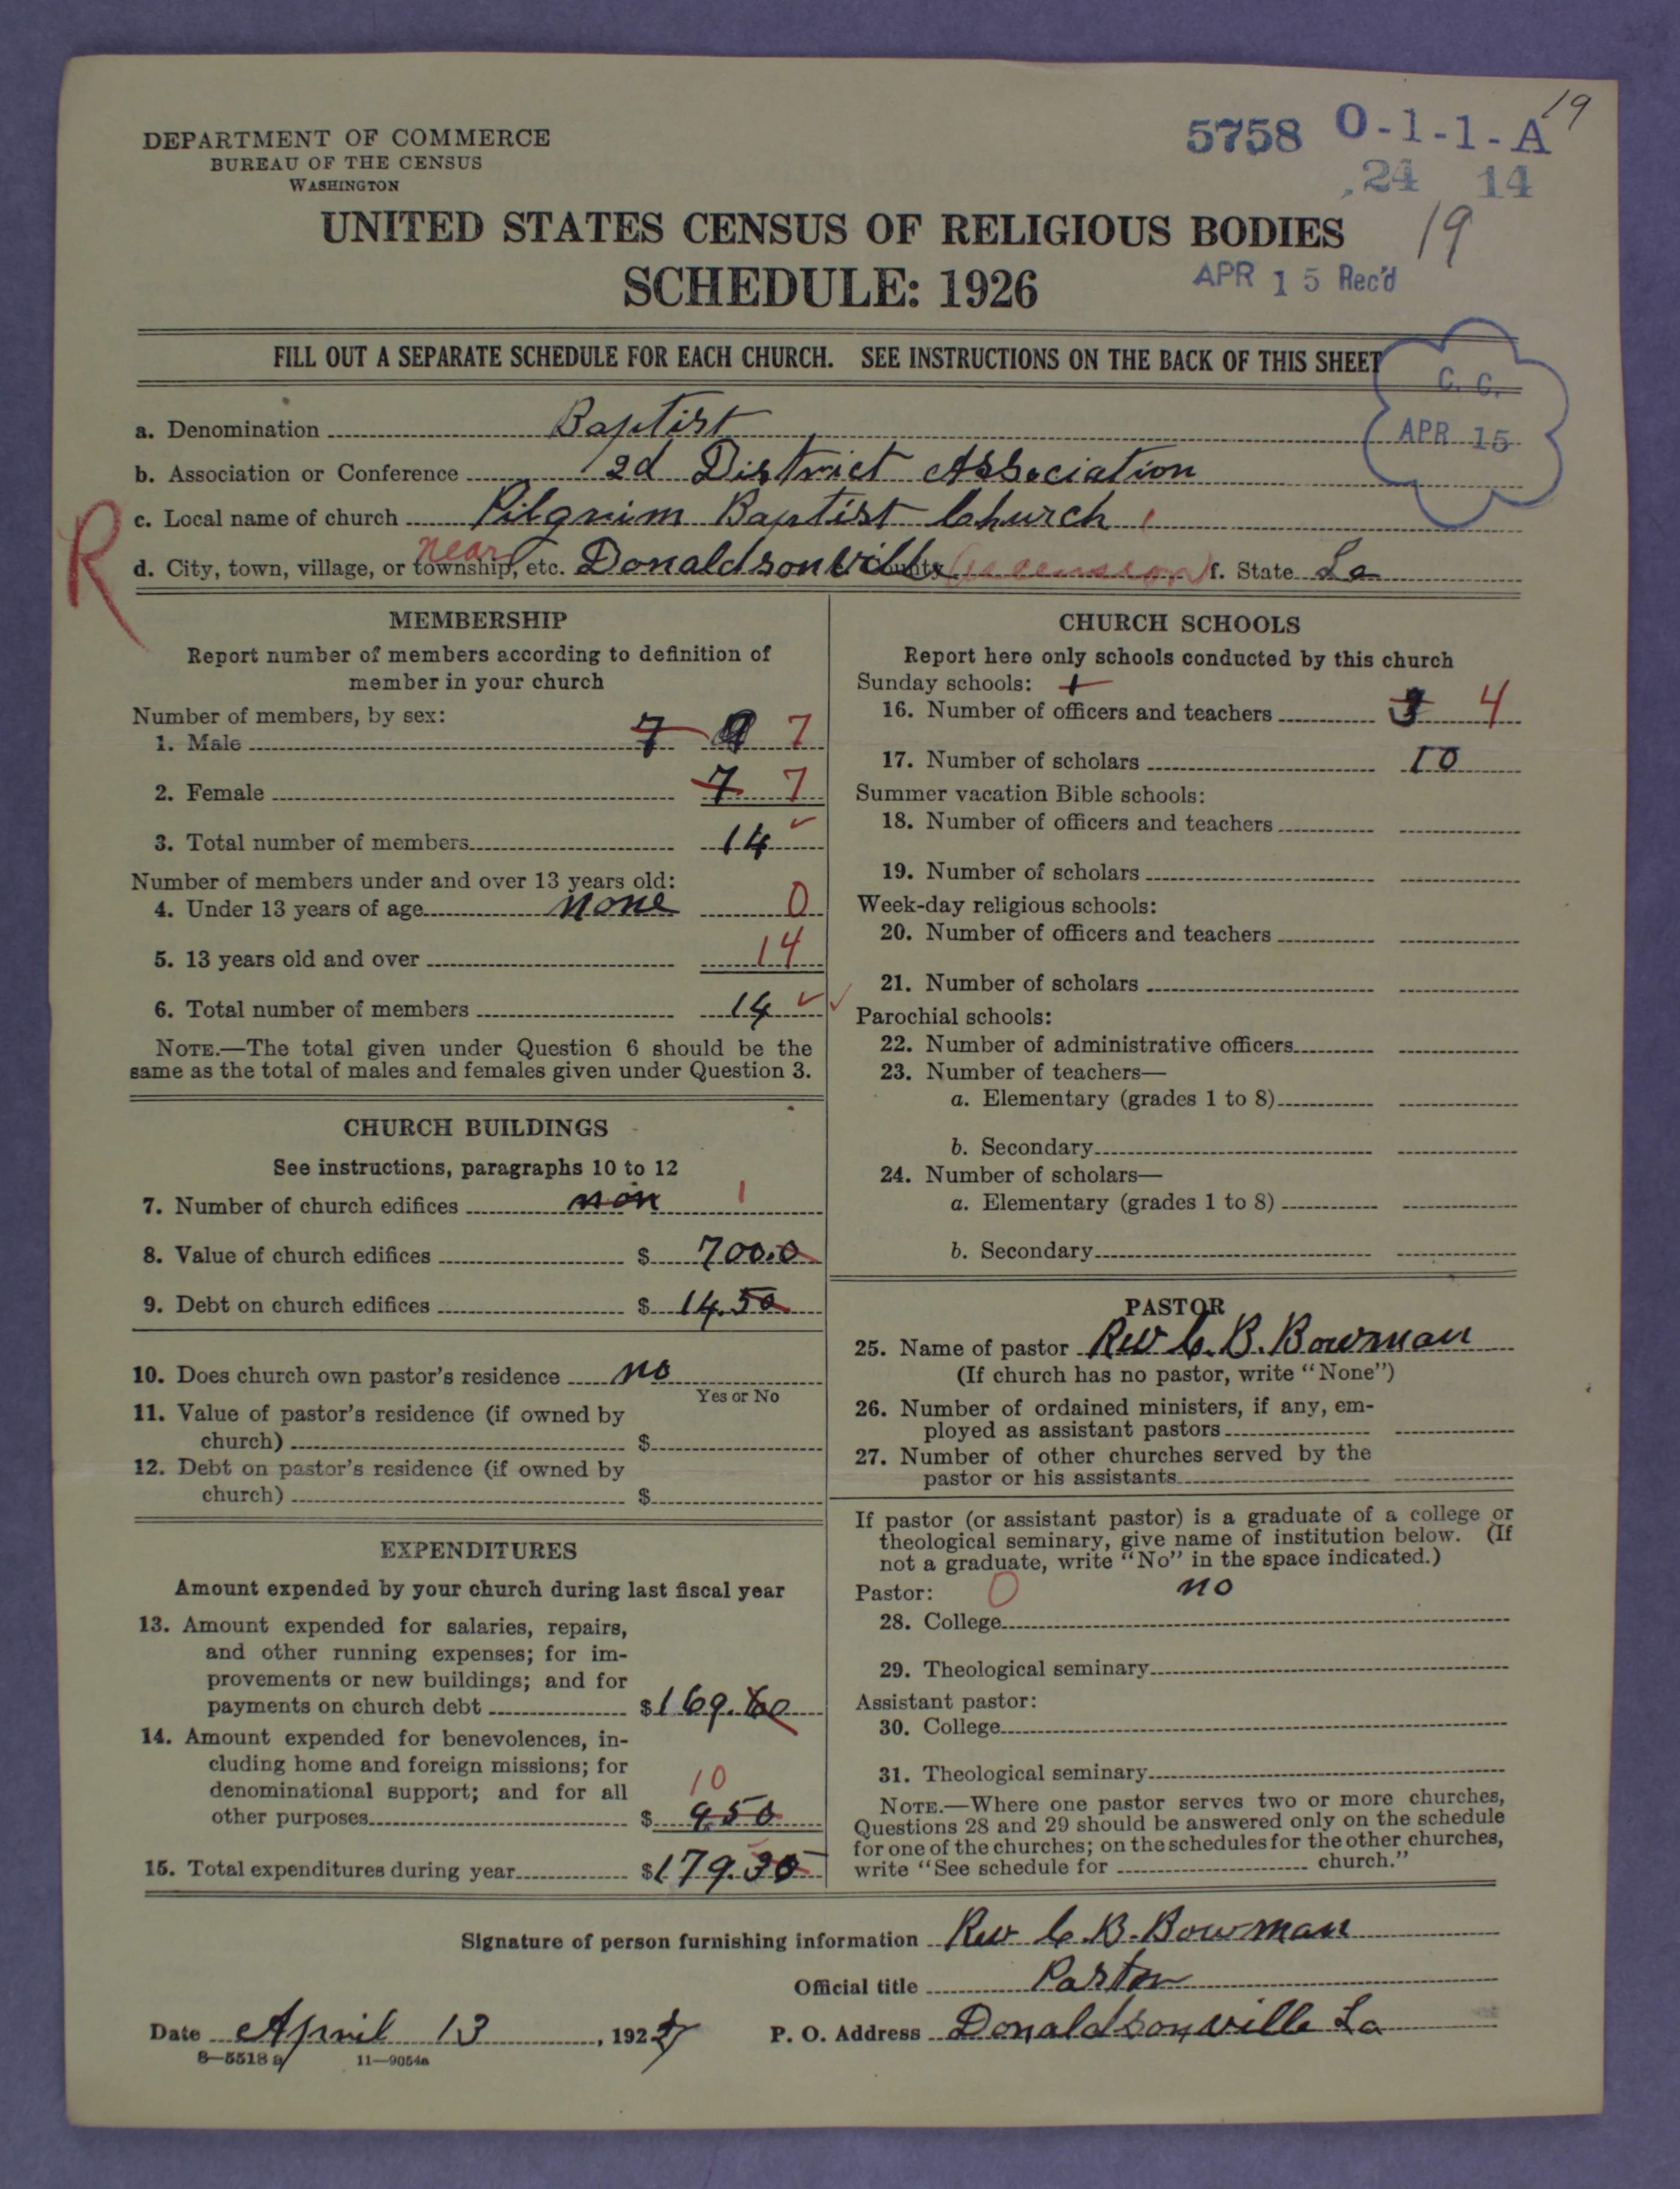 19
DEPARTMENT OF COMMERCE
BUREAU OF THE CENSUS
WASHINGTON
5758 O-1-1-A
24 14
UNITED STATES CENSUS OF RELIGIOUS BODIES
19
SCHEDULE: 1926
APR 15 Rec'd
FILL OUT A SEPARATE SCHEDULE FOR EACH CHURCH. SEE INSTRUCTIONS ON THE BACK OF THIS SHEET
C. C.
APR 15
a. Denomination Baptist
b. Association or Conference 2d District Association
c. Local name of church Pilgrim Baptist Church
R
near
d. City, town, village, or township, etc. Donaldsonville County (Ascension) f. State La
MEMBERSHIP
Report number of members according to definition of
member in your church
Number of members, by sex:
1. Male 7 7
2. Female 7 7
3. Total number of members 14
Number of members under and over 13 years old:
4. Under 13 years of age none 0
5. 13 years old and over 14
6. Total number of members 14
NOTE.—The total given under Question 6 should be the
same as the total of males and females given under Question 3.
CHURCH BUILDINGS
See instructions, paragraphs 10 to 12
7. Number of church edifices non 1
8. Value of church edifices $ 700.0
9. Debt on church edifices $ 14.50
10. Does church own pastor's residence no
Yes or No
11. Value of pastor's residence (if owned by
church) $
12. Debt on pastor's residence (if owned by
church) $
EXPENDITURES
Amount expended by your church during last fiscal year
13. Amount expended for salaries, repairs,
and other running expenses; for im-
provements or new buildings; and for
payments on church debt $169.60
14. Amount expended for benevolences, in-
cluding home and foreign missions; for
denominational support; and for all
10
other purposes $ 950
15. Total expenditures during year $179.30
CHURCH SCHOOLS
Report here only schools conducted by this church
Sunday schools: 1
16. Number of officers and teachers 3 4
17. Number of scholars 10
Summer vacation Bible schools:
18. Number of officers and teachers
19. Number of scholars
Week-day religious schools:
20. Number of officers and teachers
21. Number of scholars
Parochial schools:
22. Number of administrative officers
23. Number of teachers—
a. Elementary (grades 1 to 8)
b. Secondary
24. Number of scholars—
a. Elementary (grades 1 to 8)
b. Secondary
PASTOR
25. Name of pastor Rev C. B. Bowman
(If church has no pastor, write "None")
26. Number of ordained ministers, if any, em-
ployed as assistant pastors
27. Number of other churches served by the
pastor or his assistants
If pastor (or assistant pastor) is a graduate of a college or
theological seminary, give name of institution below. (If
not a graduate, write "No" in the space indicated.)
Pastor: 0 no
28. College
29. Theological seminary
Assistant pastor:
30. College
31. Theological seminary
NOTE.—Where one pastor serves two or more churches,
Questions 28 and 29 should be answered only on the schedule
for one of the churches; on the schedules for the other churches,
write "See schedule for church."
Signature of person furnishing information Rev C. B. Bowman
Official title Pastor
Date April 13, 1927 P. O. Address Donaldsonville La
8—5518 a 11—9054a